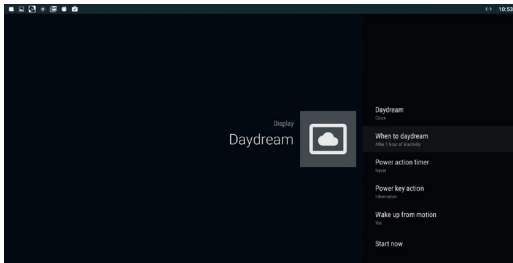 10:53
Display
Daydream
Daydream
Clock
When to daydream
After 1 hour of inactivity
Power action timer
Never
Power key action
Hibernation
Wake up from motion
Yes
Start now